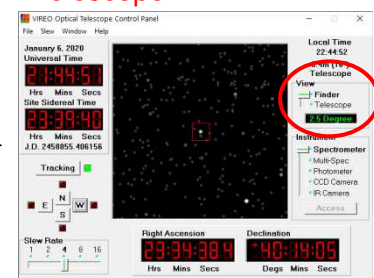 VIREO Optical Telescope Control Panel
File Slew Window Help
January 6, 2020
Universal Time
21:44:51
Hrs Mins Secs
Site Sidereal Time
23:39:40
Hrs Mins Secs
J.D. 2458855.406156
Tracking
N
E W
S
Slew Rate
1 2 4 8 16
Right Ascension
23:34:38.4
Hrs Mins Secs
Declination
+40:14:05
Degs Mins Secs
Local Time
22:44:52
Telescope
View
Finder
Telescope
2.5 Degree
Instrument
Spectrometer
Multi-Spec
Photometer
CCD Camera
IR Camera
Access